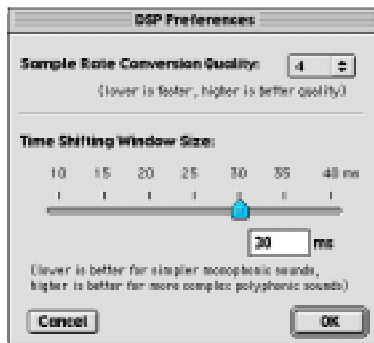 DSP Preferences
Sample Rate Conversion Quality: 4
(lower is faster, higher is better quality)
Time Shifting Window Size:
10 15 20 25 30 35 40 ms
30 ms
(lower is better for simpler monophonic sounds,
higher is better for more complex polyphonic sounds)
Cancel OK